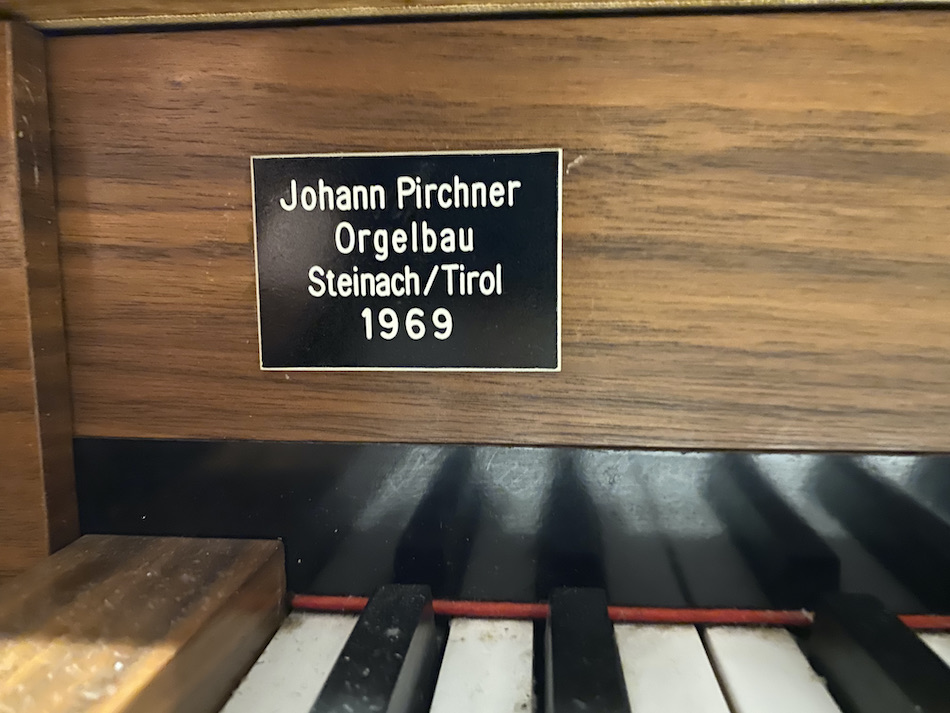 Johann Pirchner
Orgelbau
Steinach/Tirol
1969